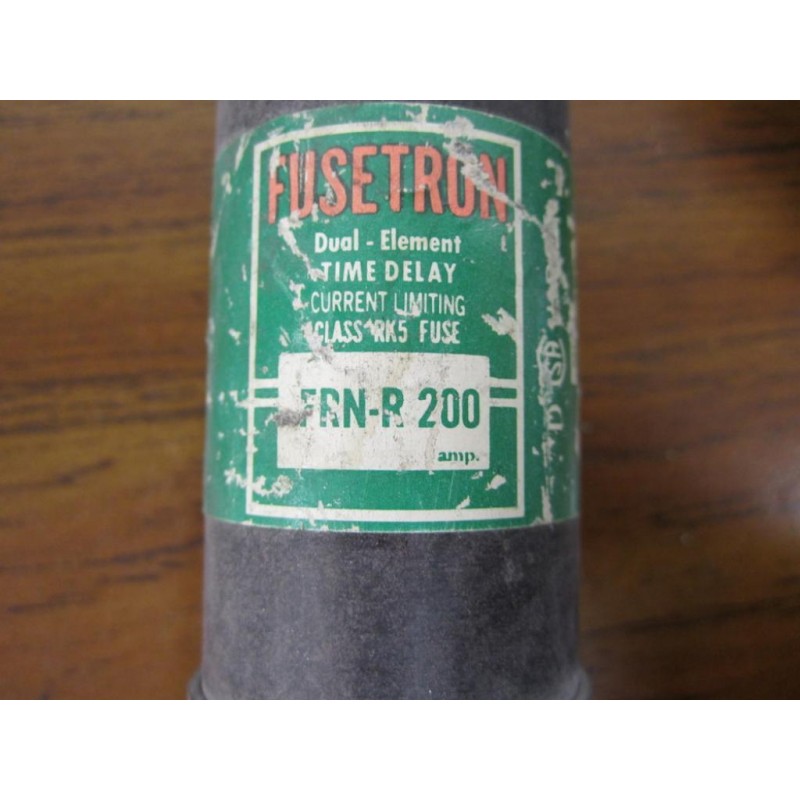 FUSETRON
Dual - Element
TIME DELAY
CURRENT LIMITING
CLASS RK5 FUSE
FRN-R 200
amp.